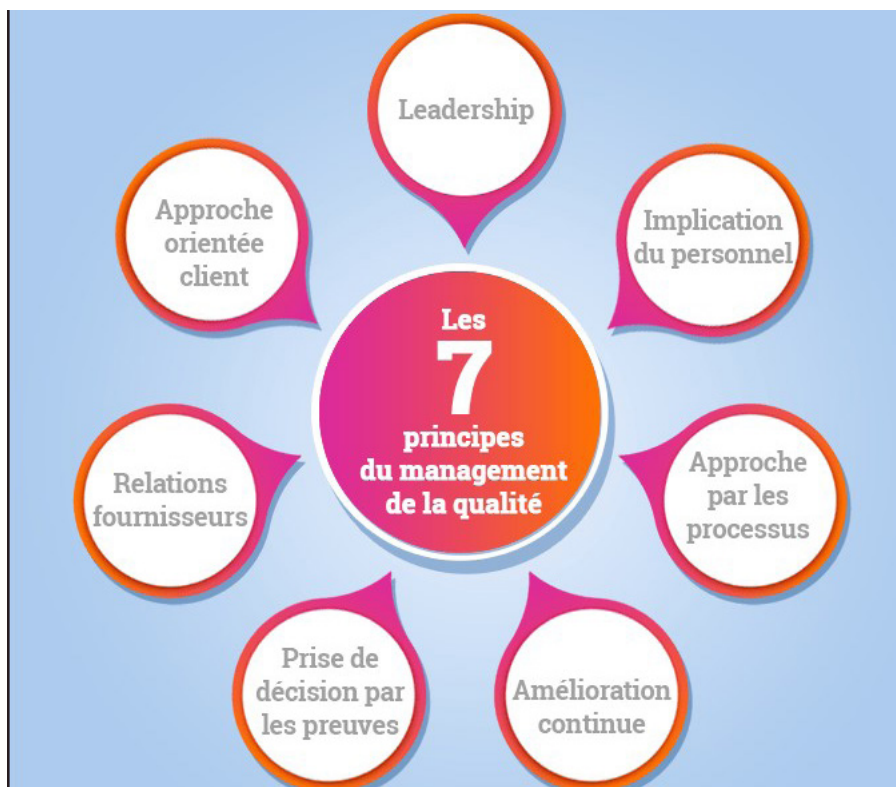 Leadership
Approche
orientée
client
Implication
du personnel
Les
7
principes
du management
de la qualité
Relations
fournisseurs
Approche
par les
processus
Prise de
décision par
les preuves
Amélioration
continue